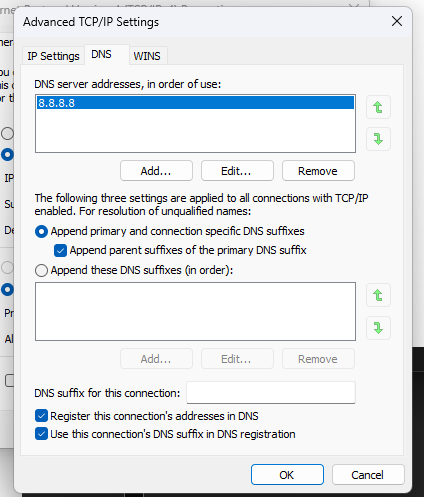 Advanced TCP/IP Settings
IP Settings
DNS
WINS
DNS server addresses, in order of use:
8.8.8.8
Add...
Edit...
Remove
The following three settings are applied to all connections with TCP/IP
enabled. For resolution of unqualified names:
Append primary and connection specific DNS suffixes
Append parent suffixes of the primary DNS suffix
Append these DNS suffixes (in order):
Add...
Edit...
Remove
DNS suffix for this connection:
Register this connection's addresses in DNS
Use this connection's DNS suffix in DNS registration
OK
Cancel